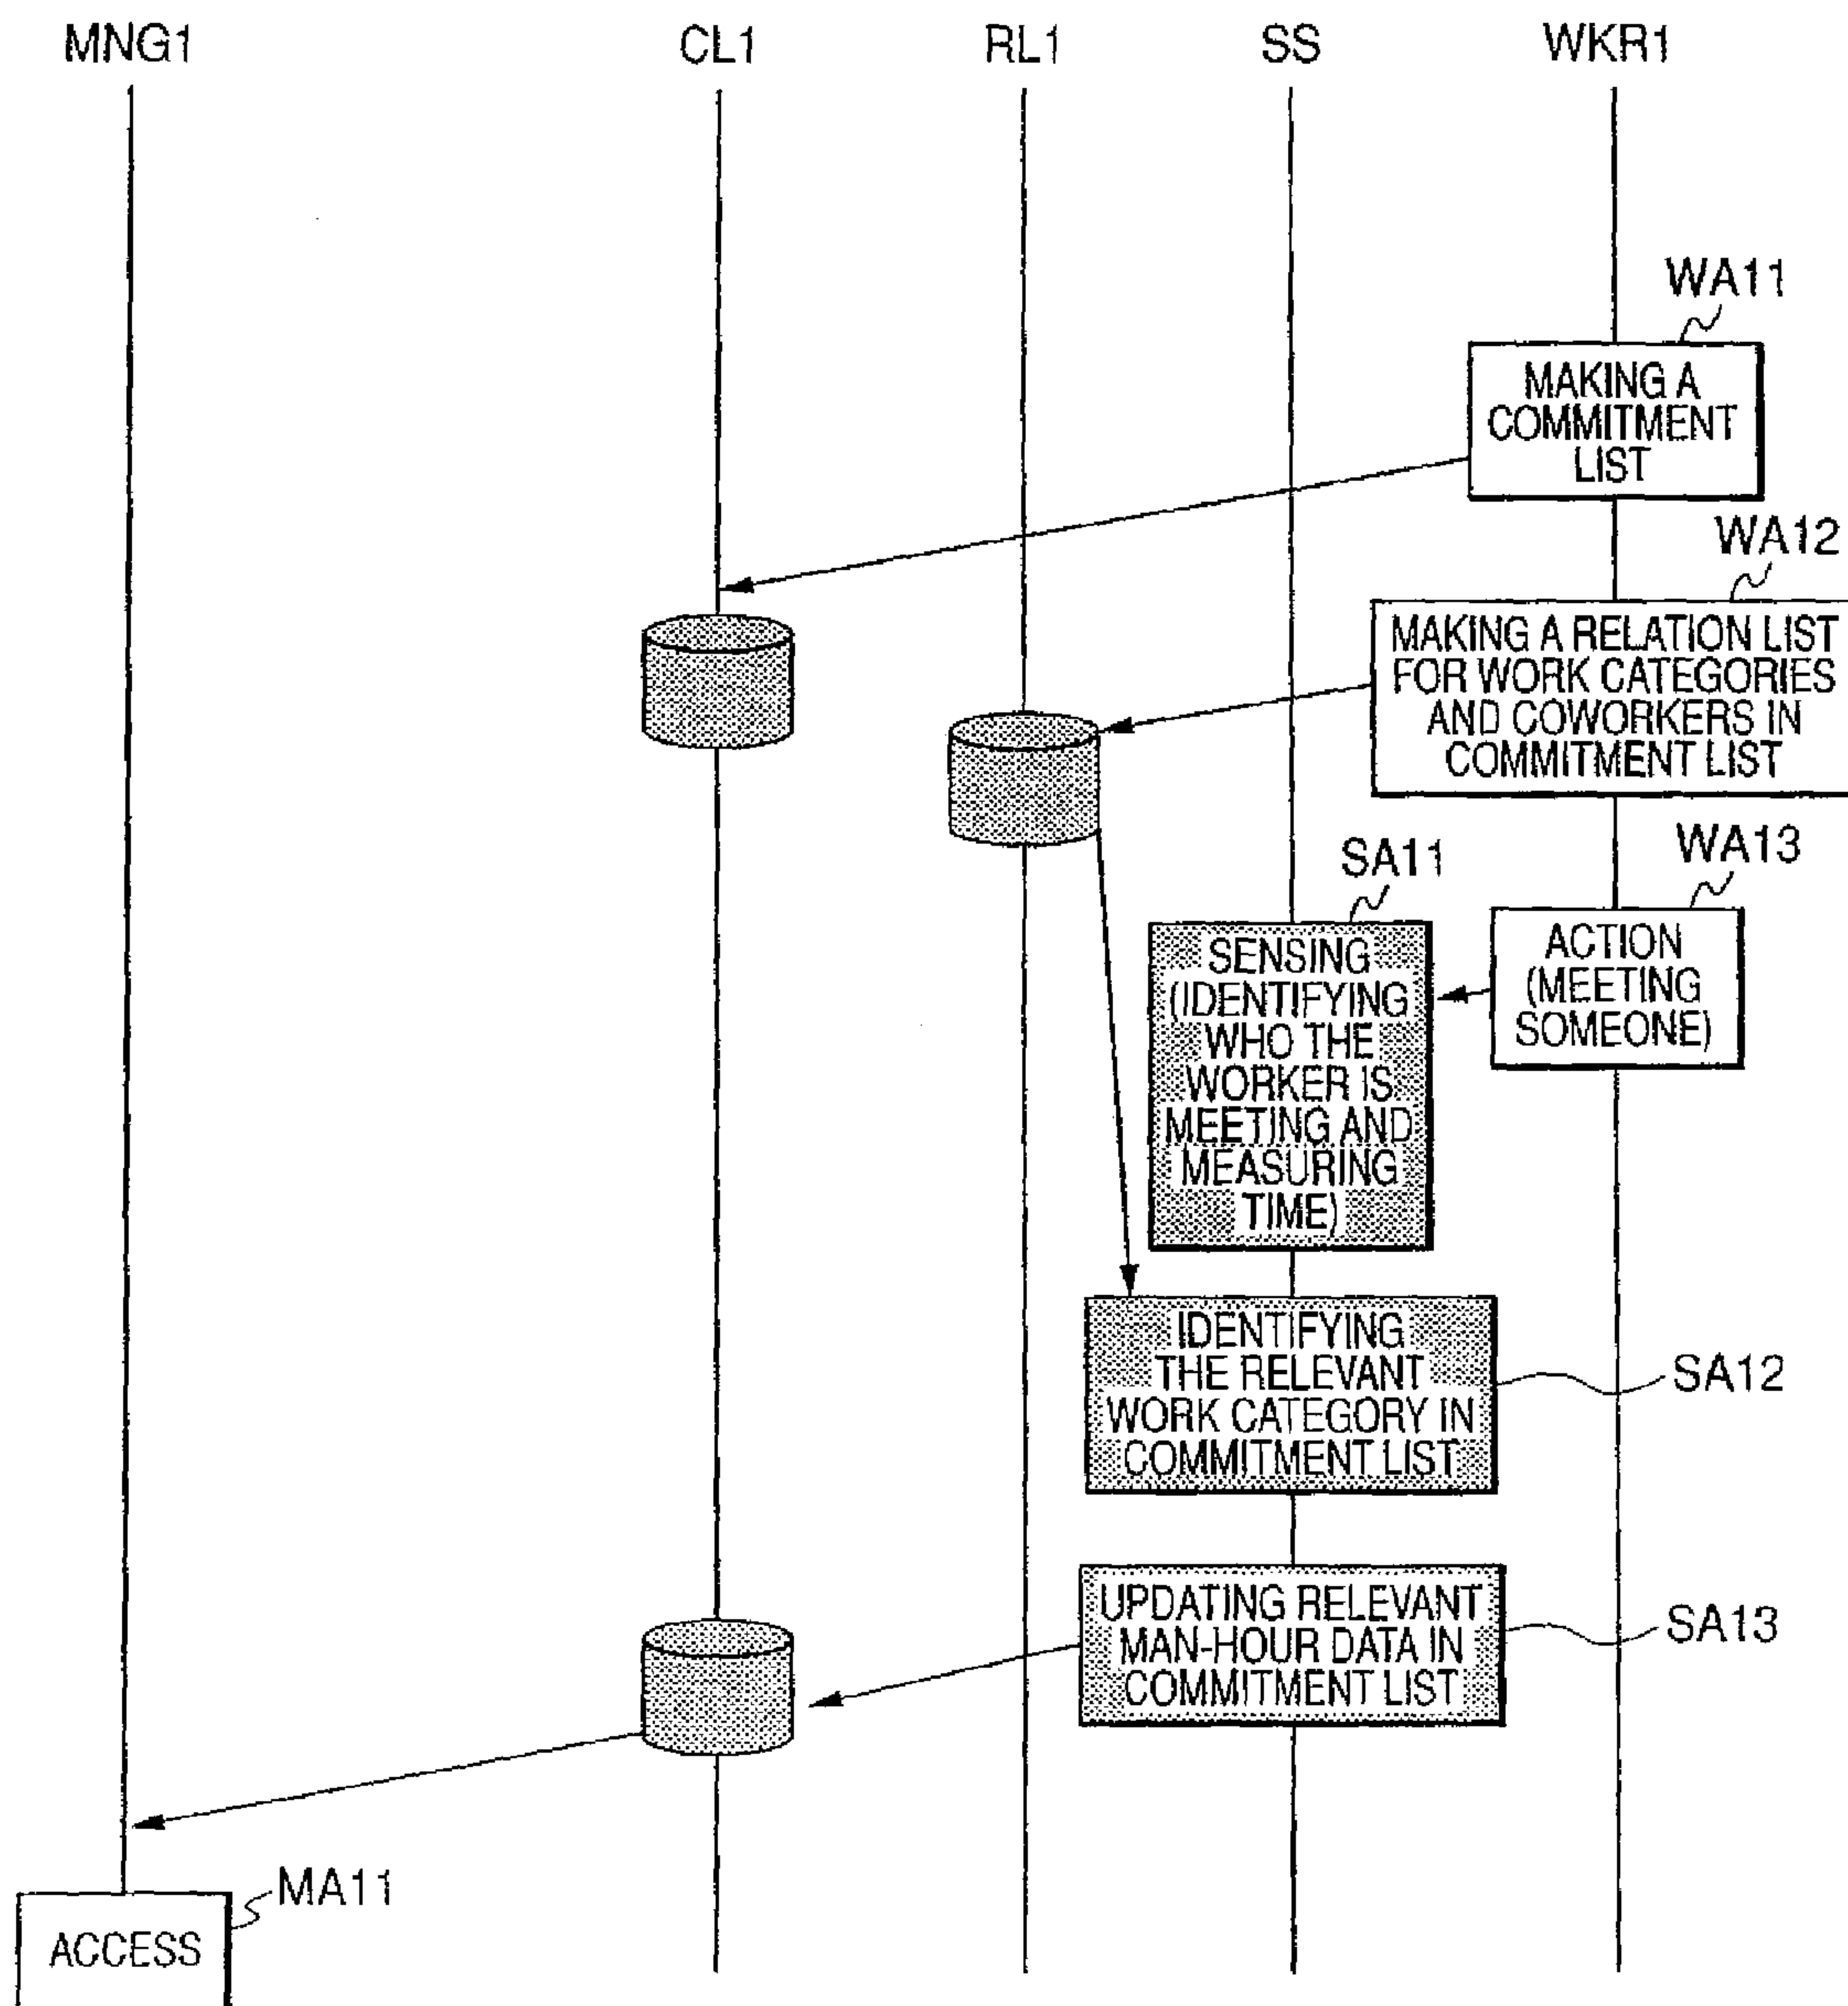 MNG1 CL1 RL1 SS WKR1
WA11
MAKING A
COMMITMENT
LIST
WA12
MAKING A RELATION LIST
FOR WORK CATEGORIES
AND COWORKERS IN
COMMITMENT LIST
WA13
ACTION
(MEETING
SOMEONE)
SA11
SENSING
(IDENTIFYING
WHO THE
WORKER IS
MEETING AND
MEASURING
TIME)
IDENTIFYING
THE RELEVANT
WORK CATEGORY IN
COMMITMENT LIST
SA12
UPDATING RELEVANT
MAN-HOUR DATA IN
COMMITMENT LIST
SA13
MA11
ACCESS